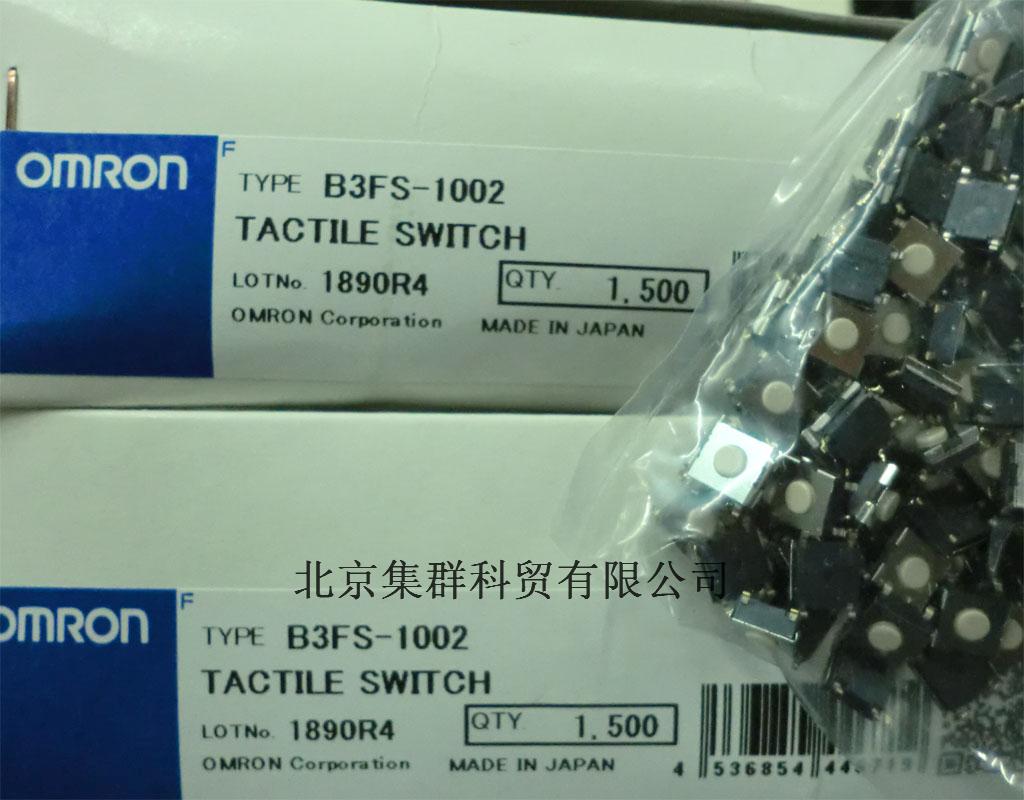 OMRON
F
TYPE B3FS-1002
TACTILE SWITCH
LOTNo. 1890R4
QTY. 1,500
OMRON Corporation MADE IN JAPAN
北京集群科贸有限公司
OMRON
F
TYPE B3FS-1002
TACTILE SWITCH
LOTNo. 1890R4
QTY. 1,500
OMRON Corporation MADE IN JAPAN
4 536854